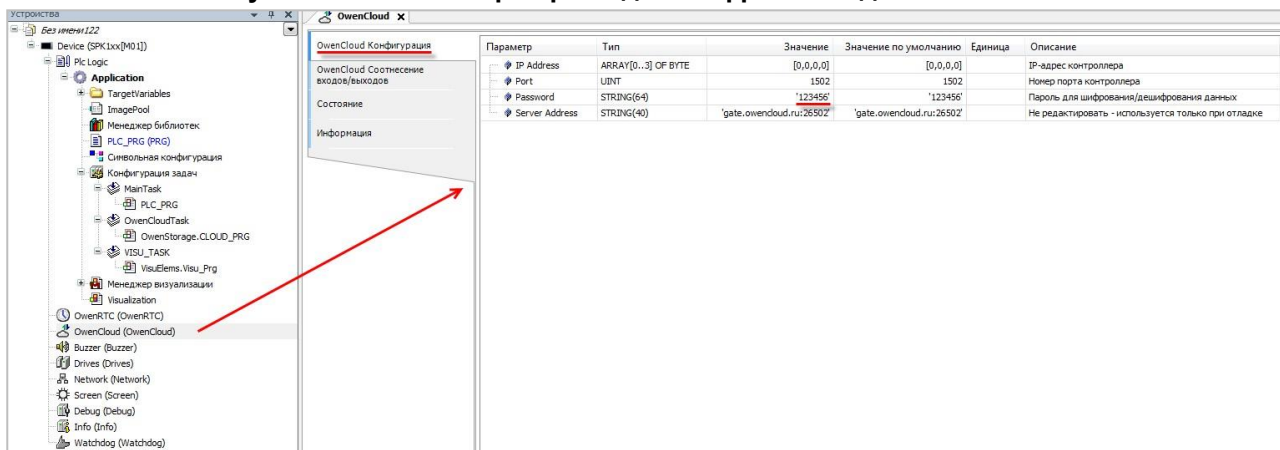 Устройства
Без имени122
Device (SPK1xx[M01])
Plc Logic
Application
TargetVariables
ImagePool
Менеджер библиотек
PLC_PRG (PRG)
Символьная конфигурация
Конфигурация задач
MainTask
PLC_PRG
OwenCloudTask
OwenStorage.CLOUD_PRG
VISU_TASK
VisuElems.Visu_Prg
Менеджер визуализации
Visualization
OwenRTC (OwenRTC)
OwenCloud (OwenCloud)
Buzzer (Buzzer)
Drives (Drives)
Network (Network)
Screen (Screen)
Debug (Debug)
Info (Info)
Watchdog (Watchdog)
OwenCloud
OwenCloud Конфигурация
OwenCloud Соотнесение
входов/выходов
Состояние
Информация
Параметр Тип Значение Значение по умолчанию Единица Описание
IP Address ARRAY[0..3] OF BYTE [0,0,0,0] [0,0,0,0] IP-адрес контроллера
Port UINT 1502 1502 Номер порта контроллера
Password STRING(64) '123456' '123456' Пароль для шифрования/дешифрования данных
Server Address STRING(40) 'gate.owencloud.ru:26502' 'gate.owencloud.ru:26502' Не редактировать - используется только при отладке